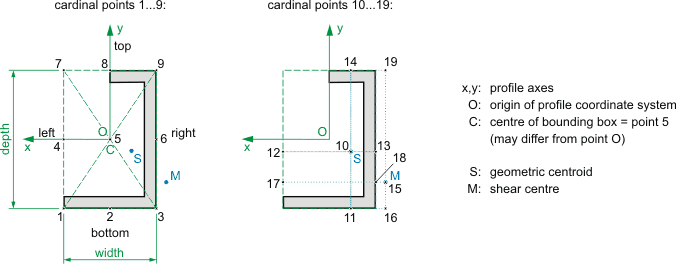 cardinal points 1...9:
y
top
7 8 9
O
left 5 6 right
x 4 C
S
M
depth
1 2 3
bottom
width
cardinal points 10...19:
y
14 19
O
x
12 10 13
S 18
17 M
15
11 16
x,y: profile axes
O: origin of profile coordinate system
C: centre of bounding box = point 5
(may differ from point O)
S: geometric centroid
M: shear centre